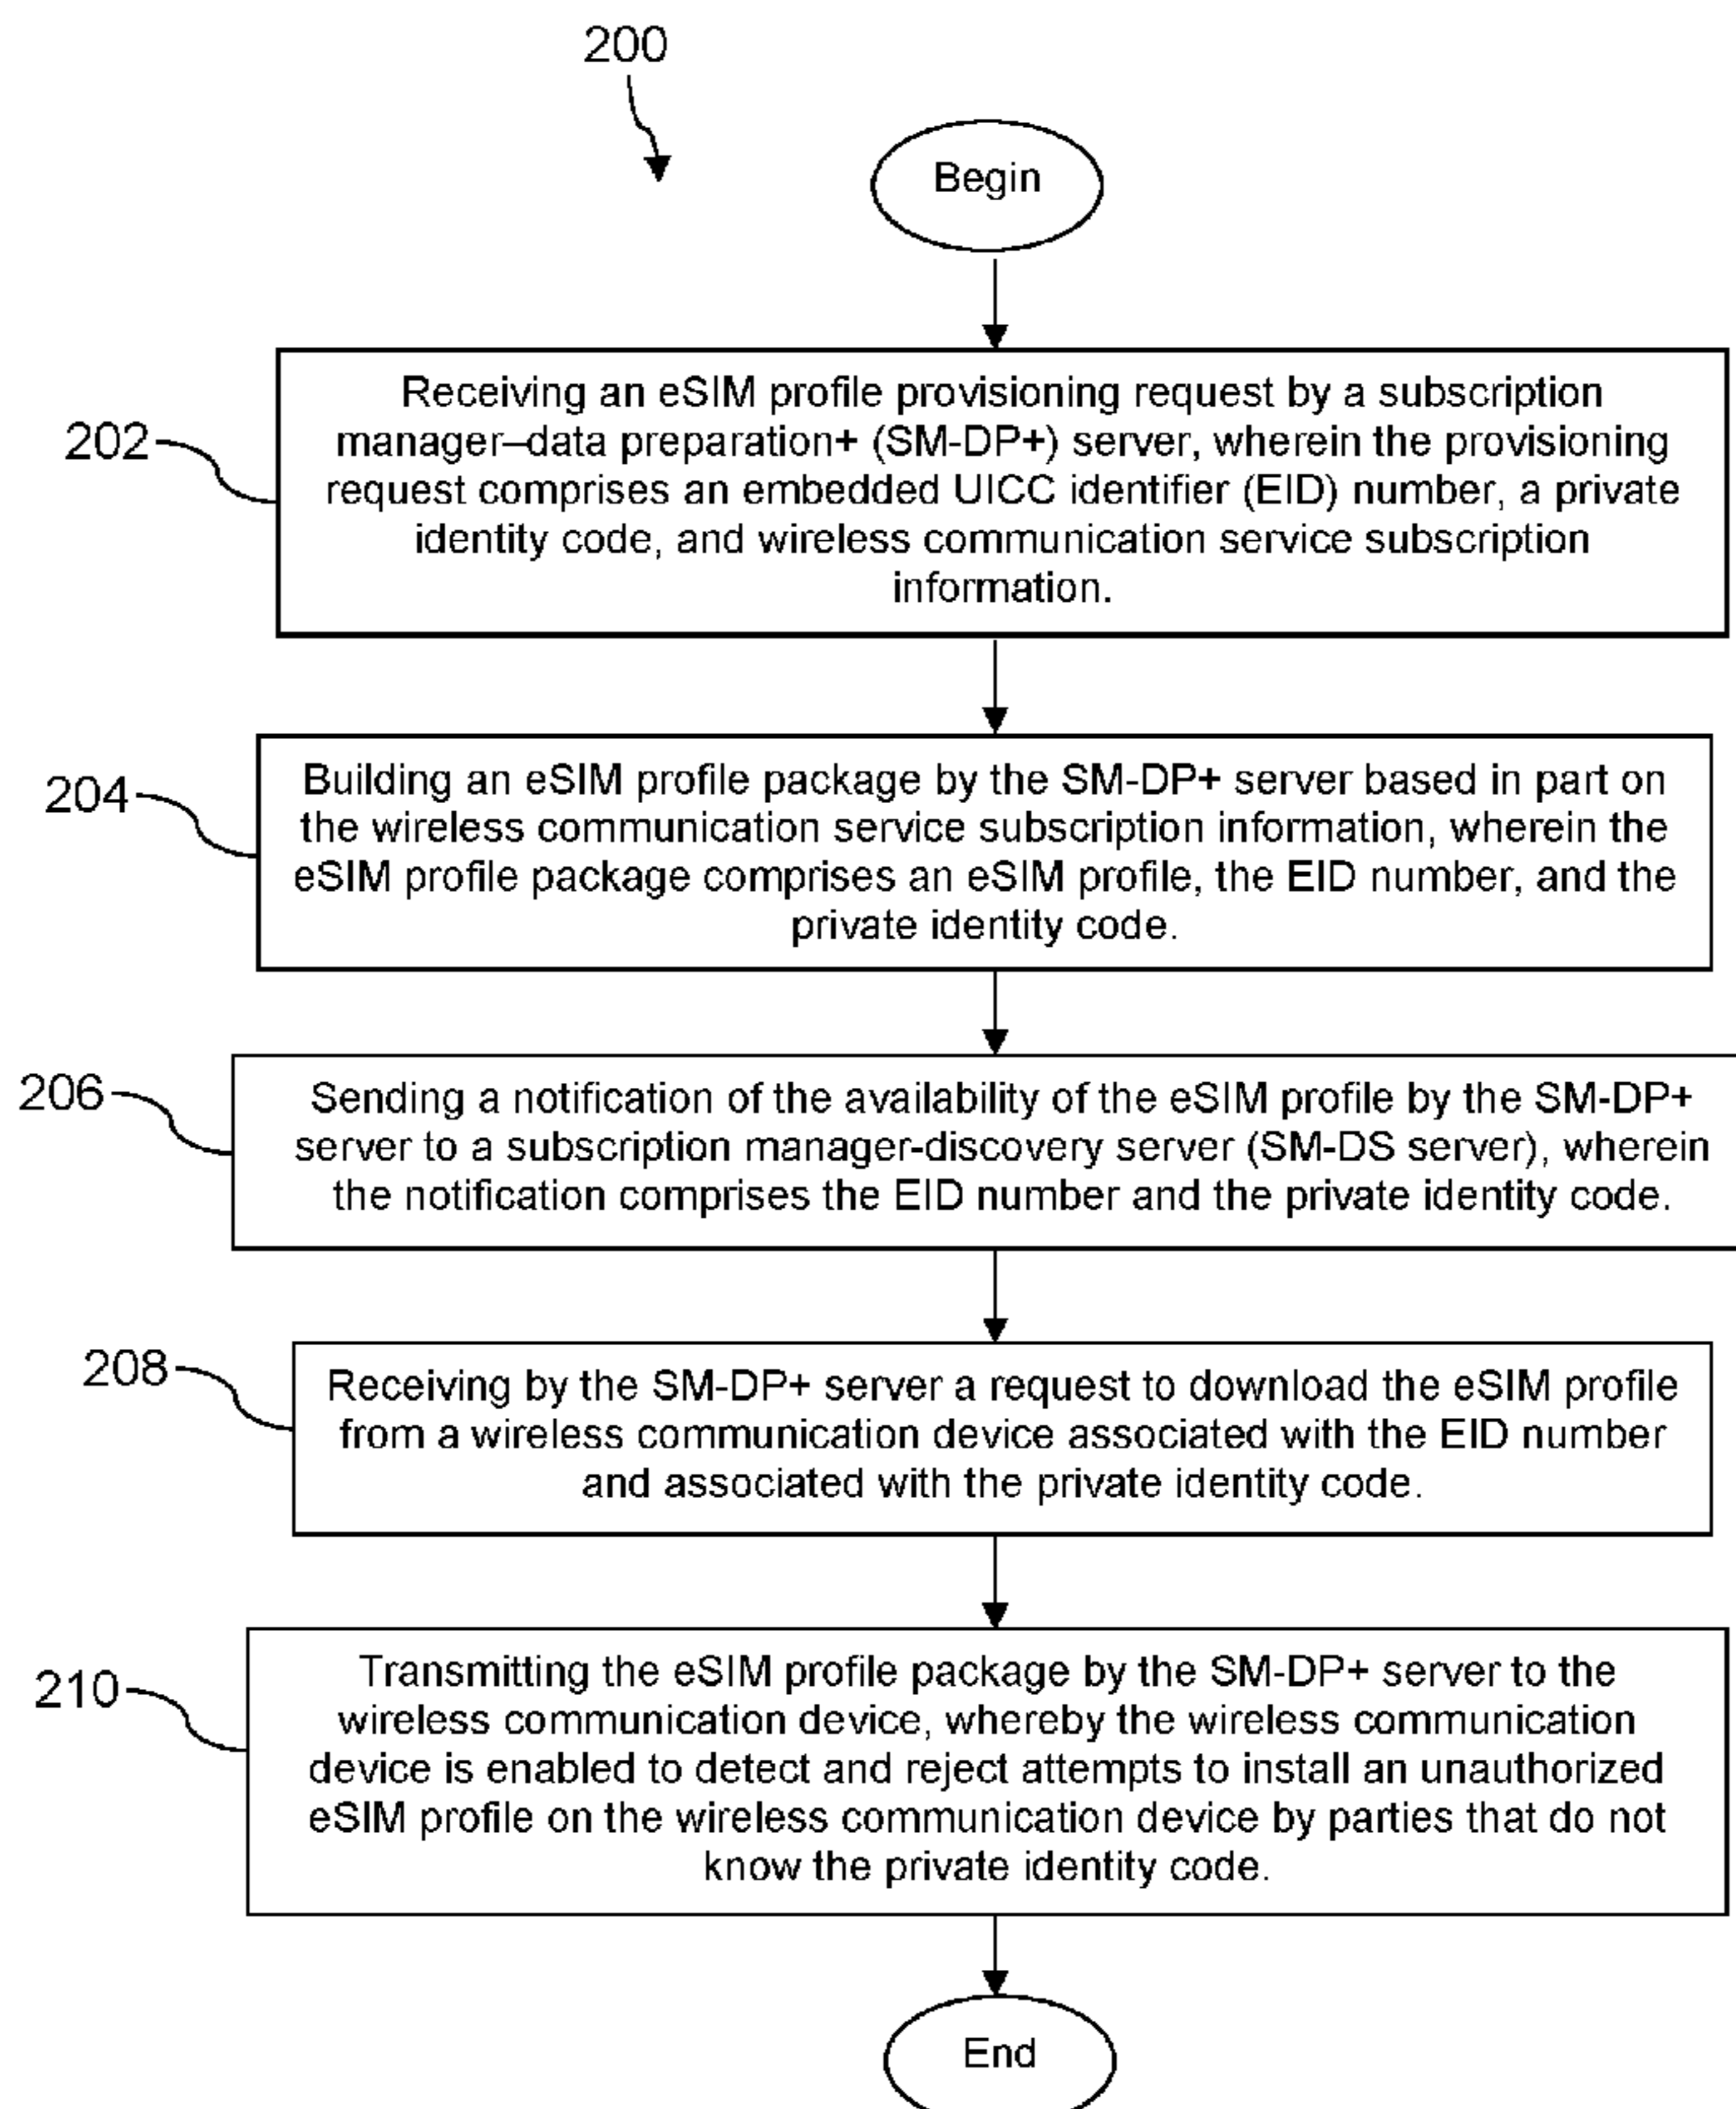 200
Begin
202
Receiving an eSIM profile provisioning request by a subscription
manager–data preparation+ (SM-DP+) server, wherein the provisioning
request comprises an embedded UICC identifier (EID) number, a private
identity code, and wireless communication service subscription
information.
204
Building an eSIM profile package by the SM-DP+ server based in part on
the wireless communication service subscription information, wherein the
eSIM profile package comprises an eSIM profile, the EID number, and the
private identity code.
206
Sending a notification of the availability of the eSIM profile by the SM-DP+
server to a subscription manager-discovery server (SM-DS server), wherein
the notification comprises the EID number and the private identity code.
208
Receiving by the SM-DP+ server a request to download the eSIM profile
from a wireless communication device associated with the EID number
and associated with the private identity code.
210
Transmitting the eSIM profile package by the SM-DP+ server to the
wireless communication device, whereby the wireless communication
device is enabled to detect and reject attempts to install an unauthorized
eSIM profile on the wireless communication device by parties that do not
know the private identity code.
End